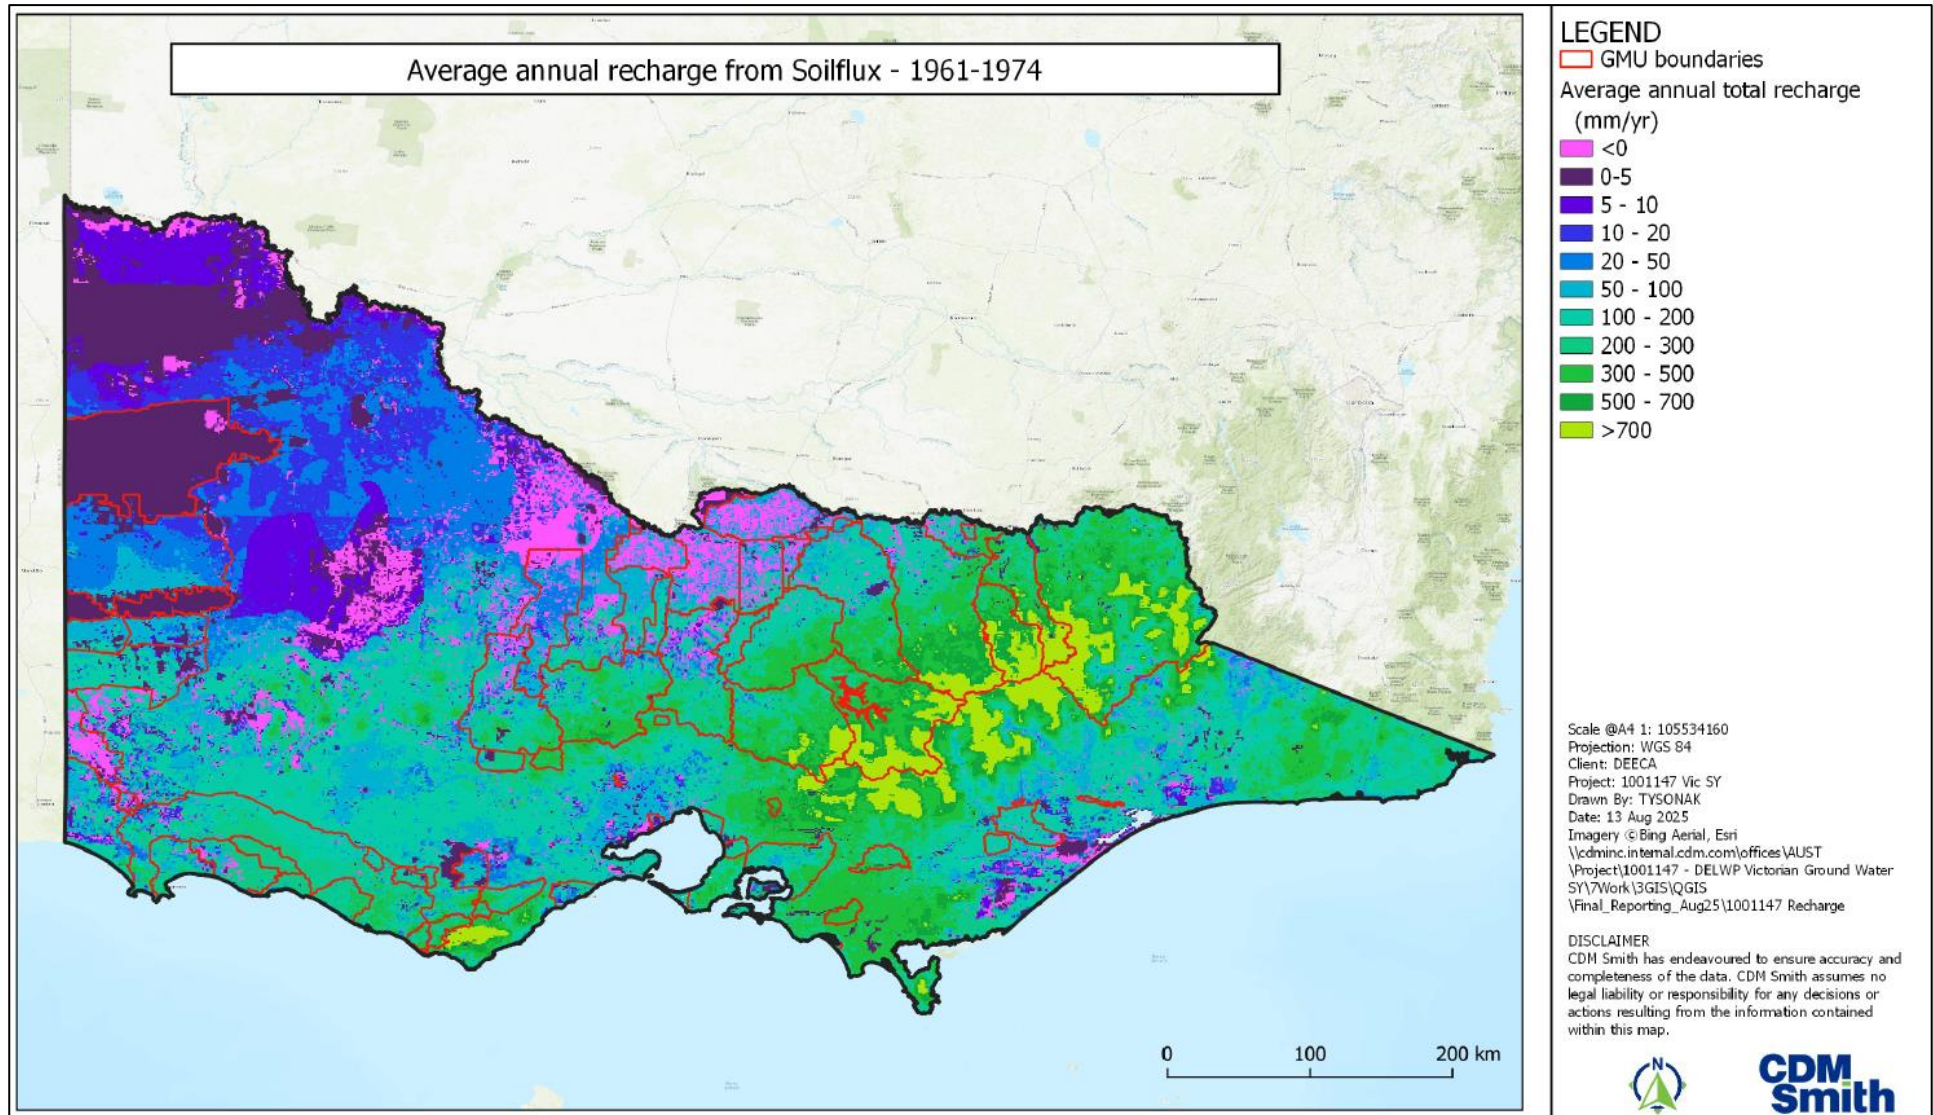 Average annual recharge from Soilflux - 1961-1974
LEGEND
GMU boundaries
Average annual total recharge
(mm/yr)
<0
0-5
5 - 10
10 - 20
20 - 50
50 - 100
100 - 200
200 - 300
300 - 500
500 - 700
>700
Scale @A4 1: 105534160
Projection: WGS 84
Client: DEECA
Project: 1001147 Vic SY
Drawn By: TYSONAK
Date: 13 Aug 2025
Imagery © Bing Aerial, Esri
\\cdminc.internal.cdm.com\offices\AUST
\Project\1001147 - DELWP Victorian Ground Water
SY\7Work\3GIS\QGIS
\Final_Reporting_Aug25\1001147 Recharge
DISCLAIMER
CDM Smith has endeavoured to ensure accuracy and
completeness of the data. CDM Smith assumes no
legal liability or responsibility for any decisions or
actions resulting from the information contained
within this map.
0 100 200 km
N
CDM
Smith